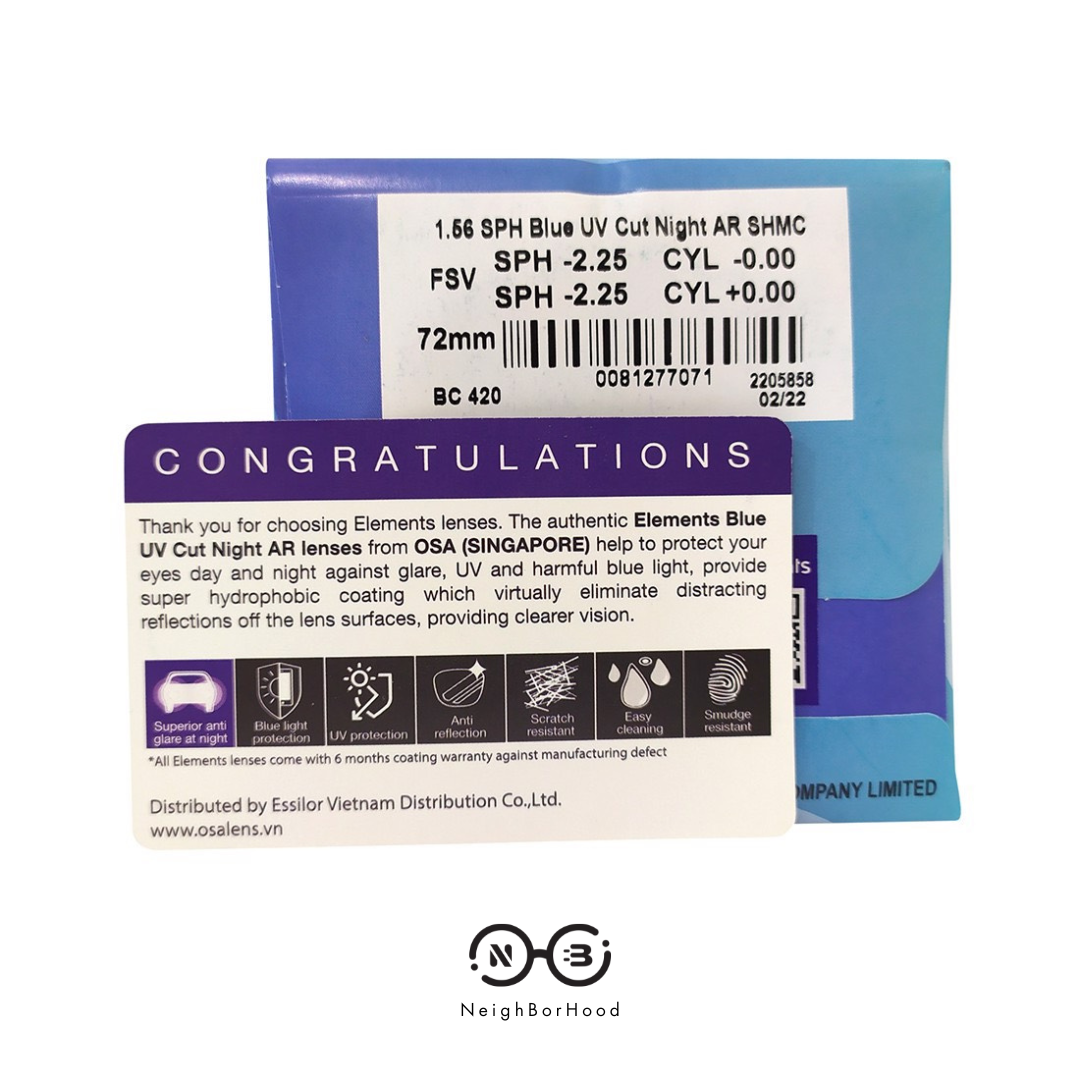 1.56 SPH Blue UV Cut Night AR SHMC
FSV
SPH -2.25 CYL -0.00
SPH -2.25 CYL +0.00
72mm
0081277071
2205858
BC 420
02/22
CONGRATULATIONS
Thank you for choosing Elements lenses. The authentic Elements Blue
UV Cut Night AR lenses from OSA (SINGAPORE) help to protect your
eyes day and night against glare, UV and harmful blue light, provide
super hydrophobic coating which virtually eliminate distracting
reflections off the lens surfaces, providing clearer vision.
Superior anti
glare at night
Blue light
protection
UV protection
Anti
reflection
Scratch
resistant
Easy
cleaning
Smudge
resistant
*All Elements lenses come with 6 months coating warranty against manufacturing defect
Distributed by Essilor Vietnam Distribution Co.,Ltd.
www.osalens.vn
LIMITED
N B
NeighBorHood